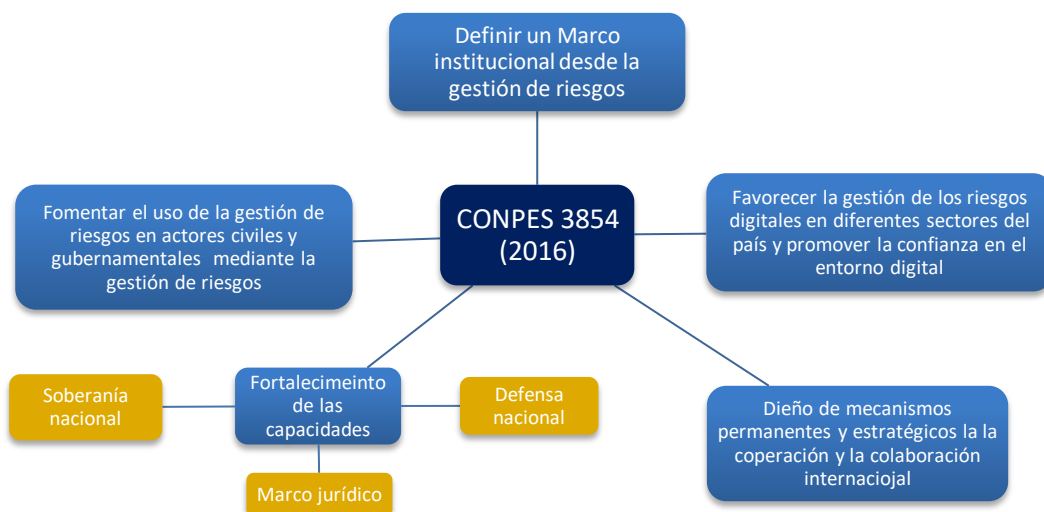 Definir un Marco
institucional desde la
gestión de riesgos
Fomentar el uso de la gestión de
riesgos en actores civiles y
gubernamentales mediante la
gestión de riesgos
CONPES 3854
(2016)
Favorecer la gestión de los riesgos
digitales en diferentes sectores del
país y promover la confianza en el
entorno digital
Soberanía
nacional
Fortalecimeinto
de las
capacidades
Defensa
nacional
Marco jurídico
Dieño de mecanismos
permanentes y estratégicos la la
coperación y la colaboración
internaciojal